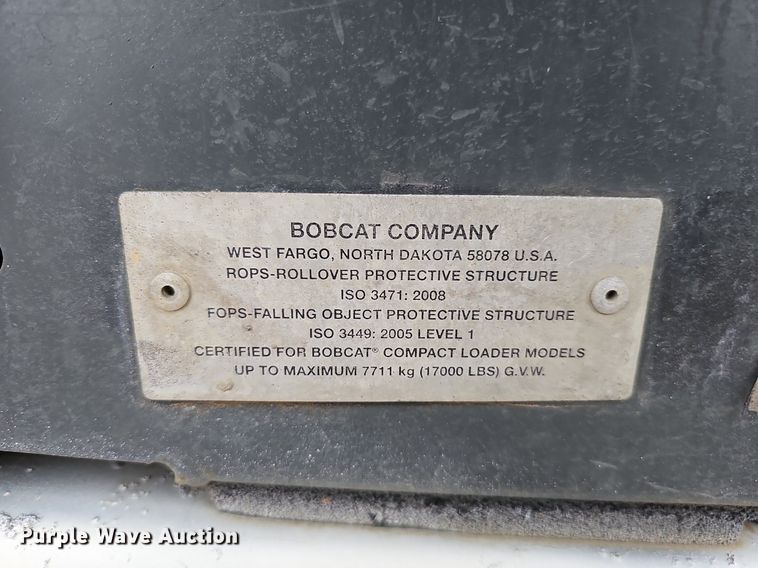 BOBCAT COMPANY
WEST FARGO, NORTH DAKOTA 58078 U.S.A.
ROPS-ROLLOVER PROTECTIVE STRUCTURE
ISO 3471: 2008
FOPS-FALLING OBJECT PROTECTIVE STRUCTURE
ISO 3449: 2005 LEVEL 1
CERTIFIED FOR BOBCAT® COMPACT LOADER MODELS
UP TO MAXIMUM 7711 kg (17000 LBS) G.V.W.
Purple Wave Auction